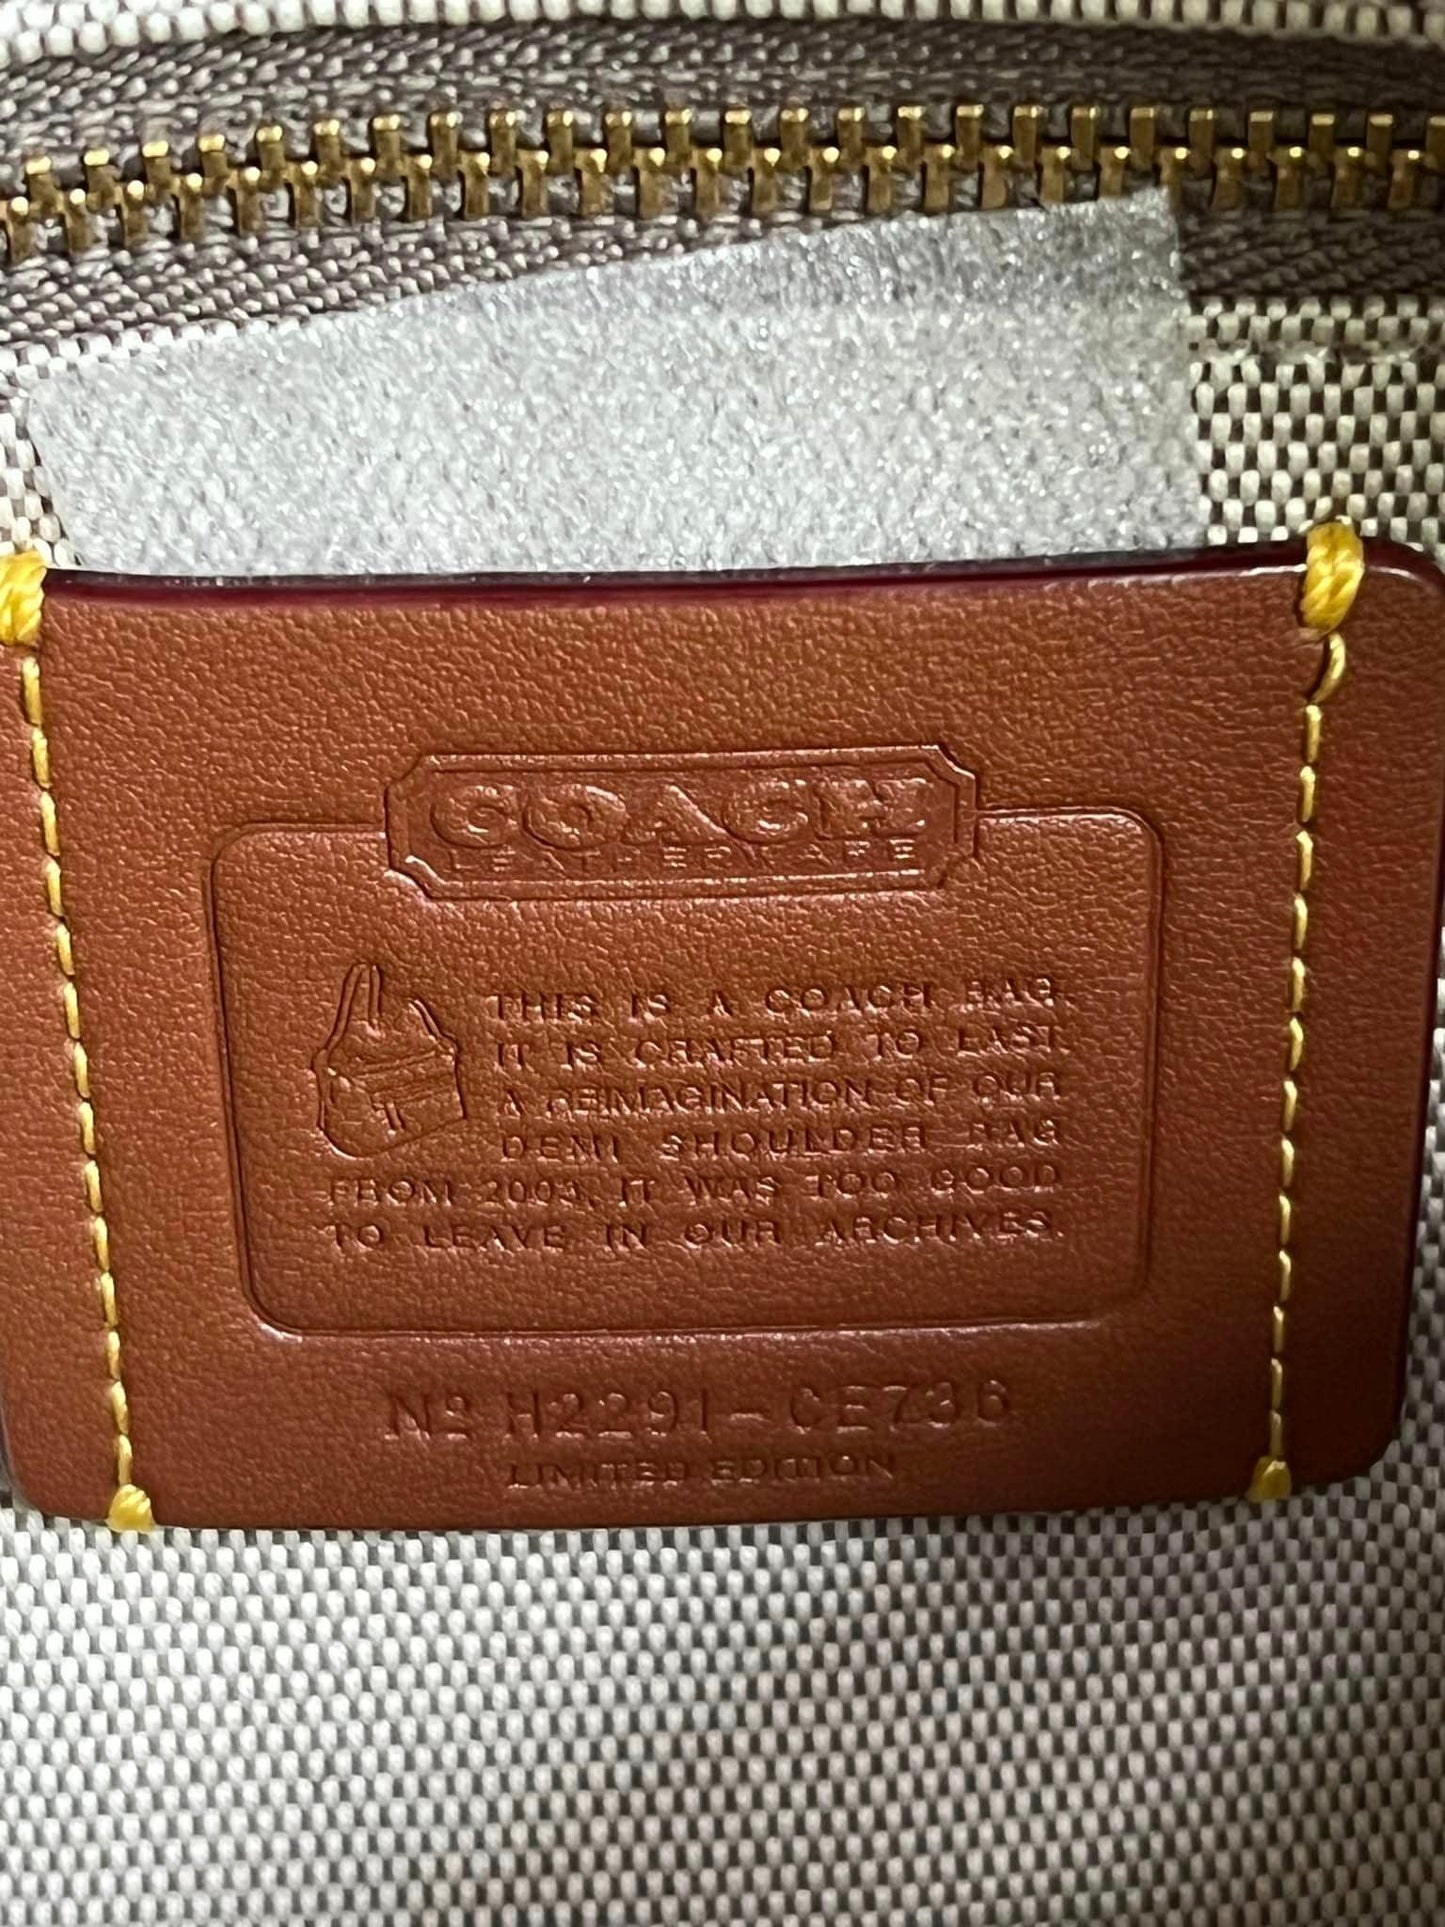 COACH
LEATHERWARE
THIS IS A COACH BAG.
IT IS CRAFTED TO LAST.
A REIMAGINATION OF OUR
DEMI SHOULDER BAG
FROM 2003, IT WAS TOO GOOD
TO LEAVE IN OUR ARCHIVES.
Nº H2291-CE736
LIMITED EDITION